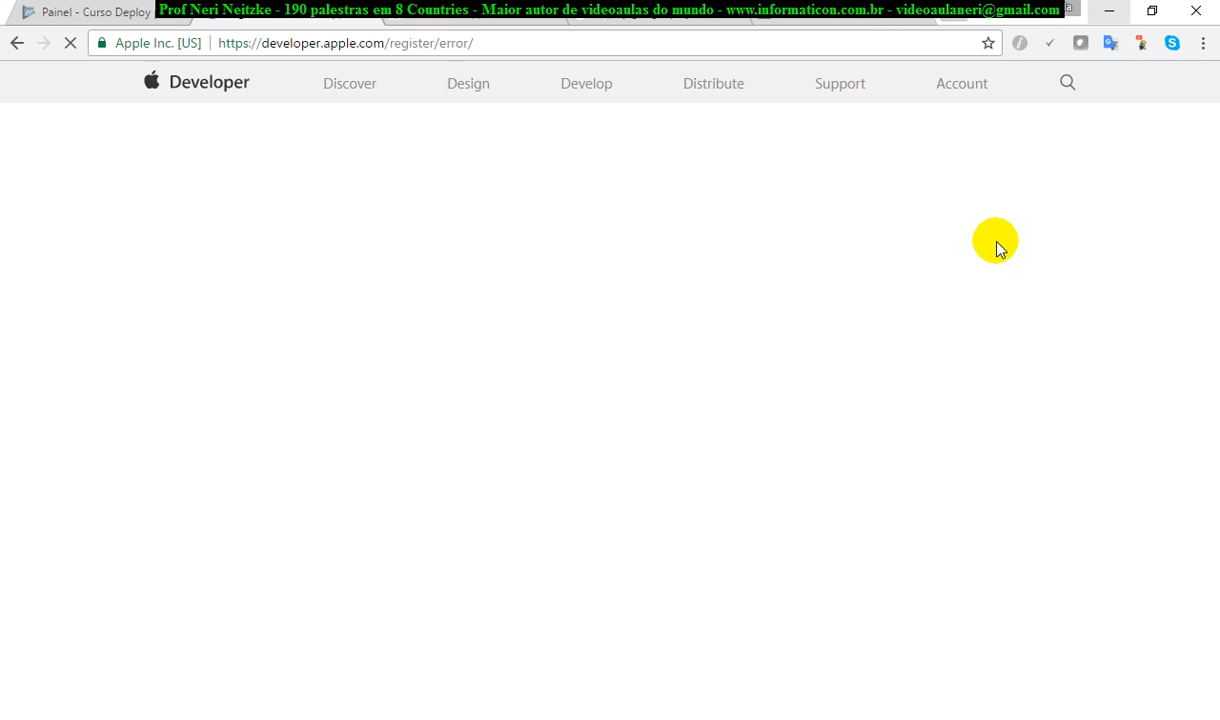 Painel - Curso Deploy
Prof Neri Neitzke - 190 palestras em 8 Countries - Maior autor de videoaulas do mundo - www.informaticon.com.br - videoaulaneri@gmail.com
Apple Inc. [US] https://developer.apple.com/register/error/
Developer Discover Design Develop Distribute Support Account